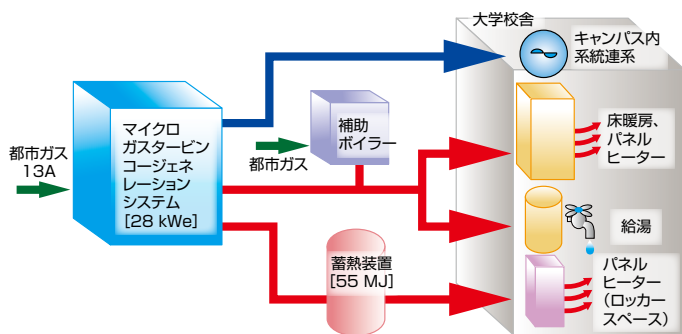 大学校舎
キャンパス内
系統連系
都市ガス
13A
マイクロ
ガスタービン
コージェネ
レーション
システム
[28 kWe]
補助
ボイラー
都市ガス
床暖房、
パネル
ヒーター
給湯
蓄熱装置
[55 MJ]
パネル
ヒーター
(ロッカー
スペース)